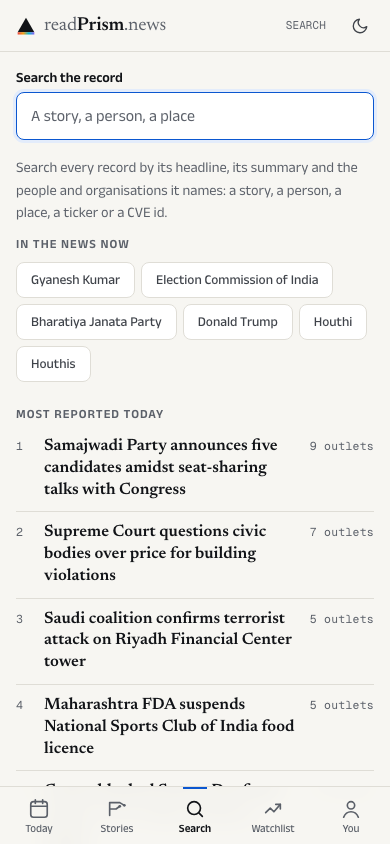 readPrism.news
SEARCH
Search the record
A story, a person, a place
Search every record by its headline, its summary and the
people and organisations it names: a story, a person, a
place, a ticker or a CVE id.
IN THE NEWS NOW
Gyanesh Kumar
Election Commission of India
Bharatiya Janata Party
Donald Trump
Houthi
Houthis
MOST REPORTED TODAY
1
Samajwadi Party announces five
candidates amidst seat-sharing
talks with Congress
9 outlets
2
Supreme Court questions civic
bodies over price for building
violations
7 outlets
3
Saudi coalition confirms terrorist
attack on Riyadh Financial Center
tower
5 outlets
4
Maharashtra FDA suspends
National Sports Club of India food
licence
5 outlets
Today
Stories
Search
Watchlist
You